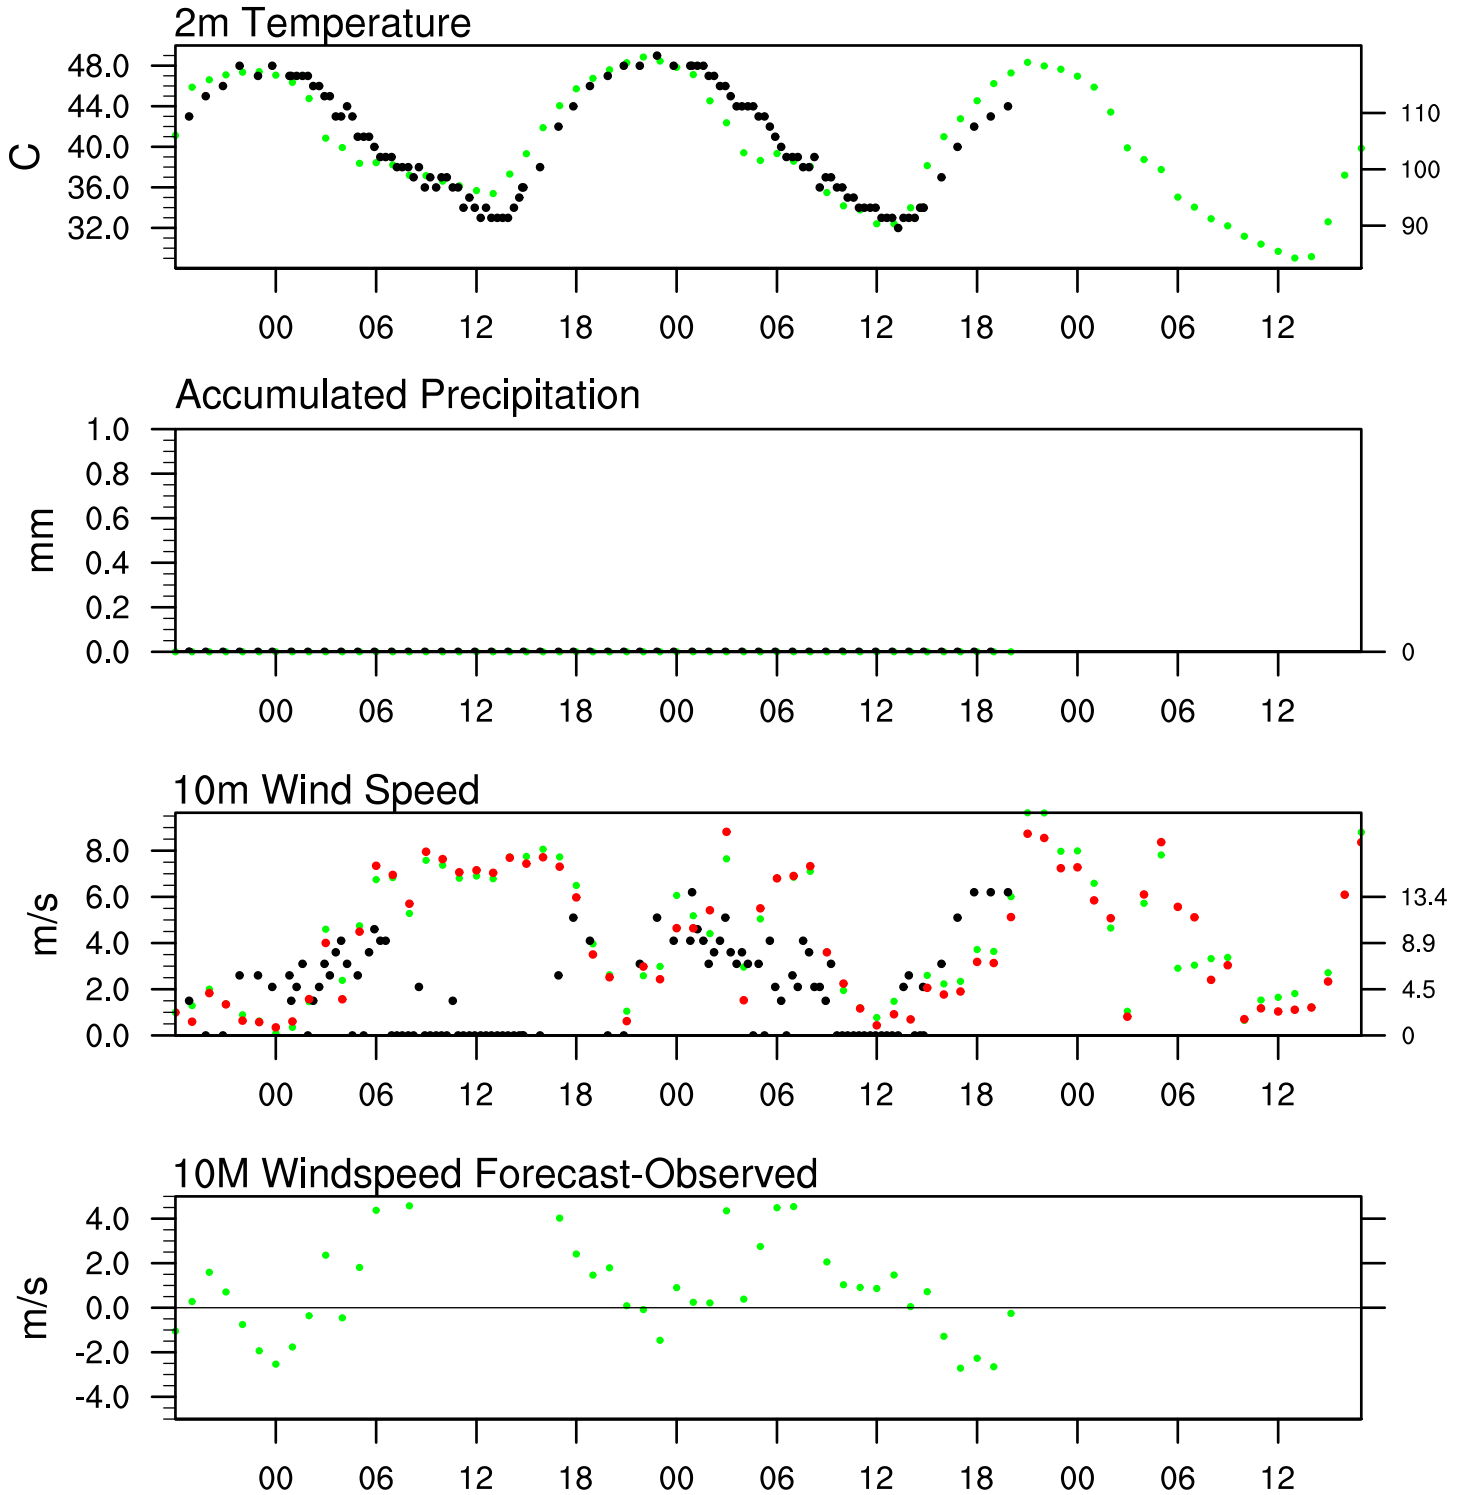 2m Temperature
48.0
44.0
40.0
36.0
32.0
C
110
100
90
00 06 12 18 00 06 12 18 00 06 12
Accumulated Precipitation
1.0
0.8
0.6
0.4
0.2
0.0
mm
0
00 06 12 18 00 06 12 18 00 06 12
10m Wind Speed
8.0
6.0
4.0
2.0
0.0
m/s
13.4
8.9
4.5
0
00 06 12 18 00 06 12 18 00 06 12
10M Windspeed Forecast-Observed
4.0
2.0
0.0
-2.0
-4.0
m/s
00 06 12 18 00 06 12 18 00 06 12